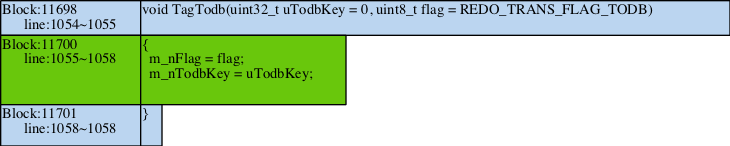 Block:11698 void TagTodb(uint32_t uTodbKey = 0, uint8_t flag = REDO_TRANS_FLAG_TODB)
line:1054~1055
Block:11700 {
line:1055~1058 m_nFlag = flag;
m_nTodbKey = uTodbKey;
Block:11701 }
line:1058~1058